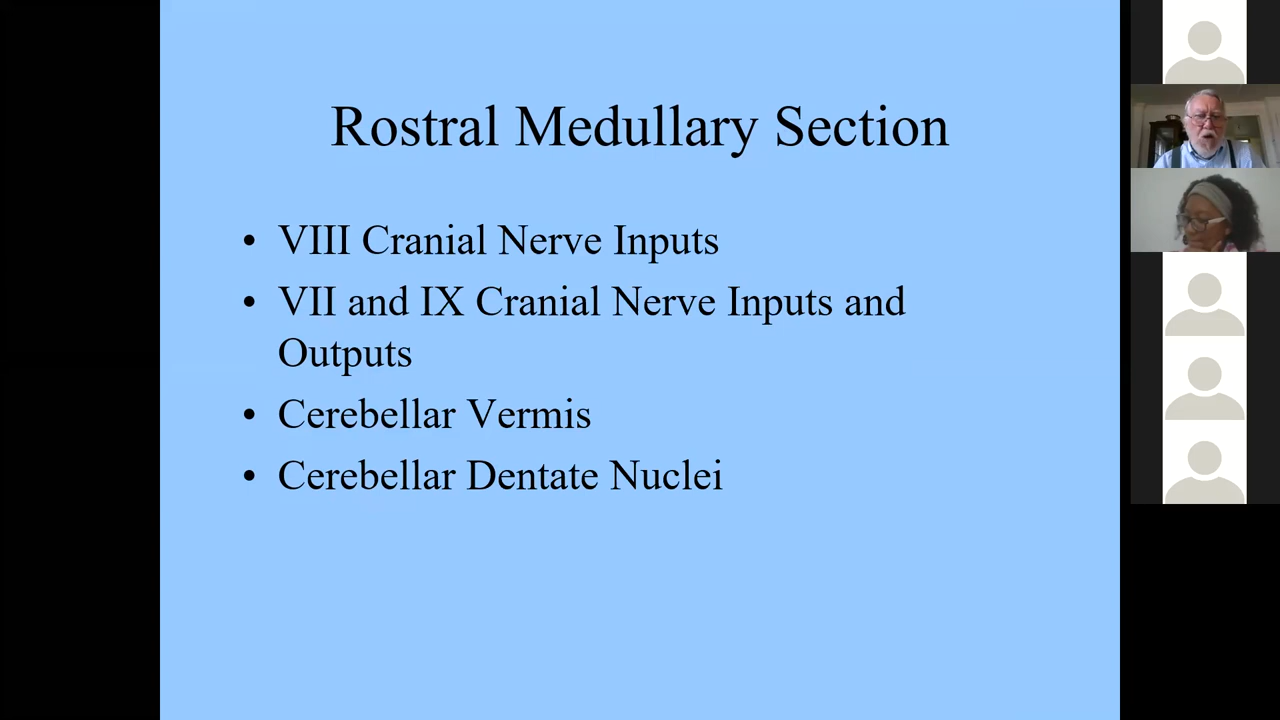 Rostral Medullary Section
• VIII Cranial Nerve Inputs
• VII and IX Cranial Nerve Inputs and
Outputs
• Cerebellar Vermis
• Cerebellar Dentate Nuclei